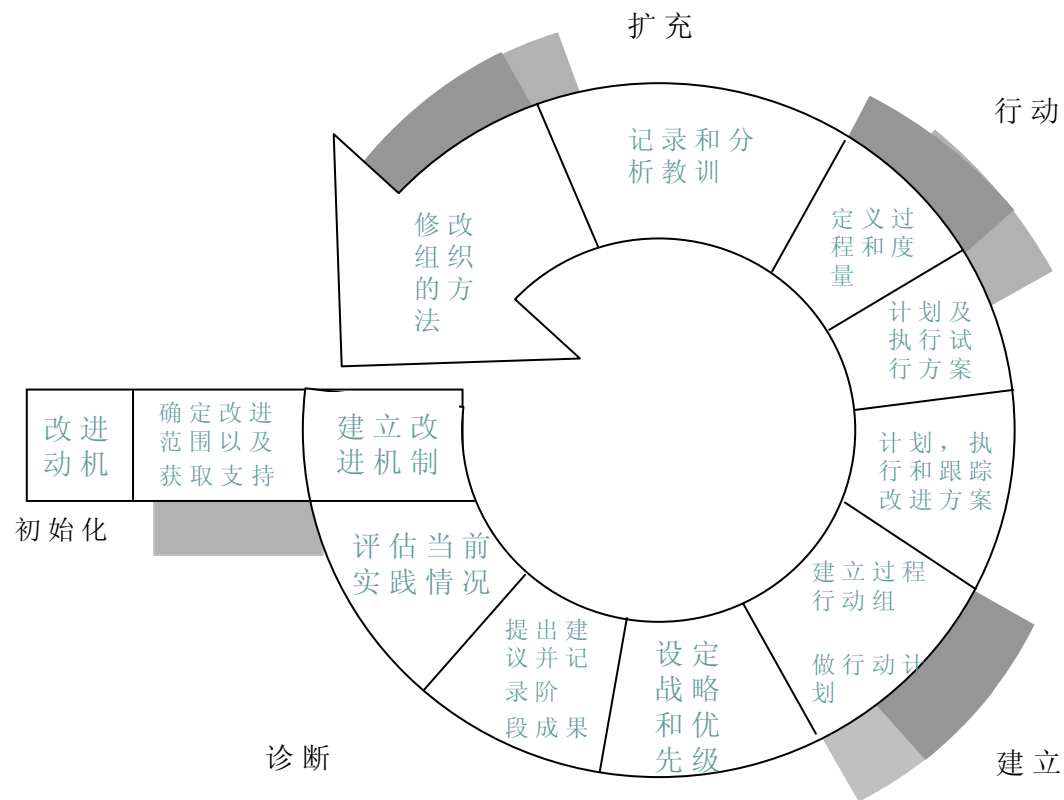 扩充
行动
记录和分
析教训
修改
组织
的方
法
定义过
程和度
量
计划及
执行试
行方案
改进
动机
确定改进
范围以及
获取支持
建立改
进机制
计划，执
行和跟踪
改进方案
初始化
评估当前
实践情况
建立过程
行动组
提出建
议并记
录阶
段成果
设定
战略
和优
先级
做行动计
划
诊断
建立